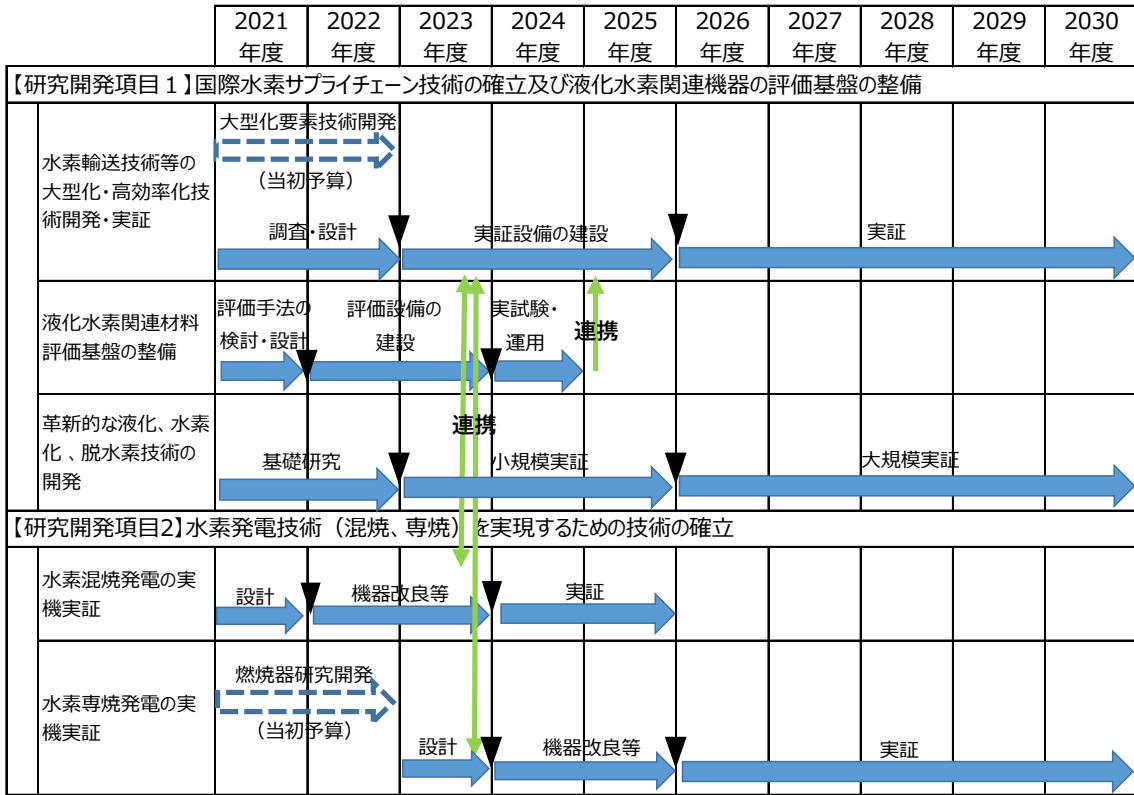 2021
年度
2022
年度
2023
年度
2024
年度
2025
年度
2026
年度
2027
年度
2028
年度
2029
年度
2030
年度
【研究開発項目１】国際水素サプライチェーン技術の確立及び液化水素関連機器の評価基盤の整備
水素輸送技術等の
大型化・高効率化技
術開発・実証
大型化要素技術開発
（当初予算）
調査・設計
実証設備の建設
実証
液化水素関連材料
評価基盤の整備
評価手法の
検討・設計
評価設備の
建設
実試験・
運用
連携
革新的な液化、水素
化 、脱水素技術の
開発
連携
基礎研究
小規模実証
大規模実証
【研究開発項目2】水素発電技術（混焼、専焼）を実現するための技術の確立
水素混焼発電の実
機実証
設計
機器改良等
実証
水素専焼発電の実
機実証
燃焼器研究開発
（当初予算）
設計
機器改良等
実証